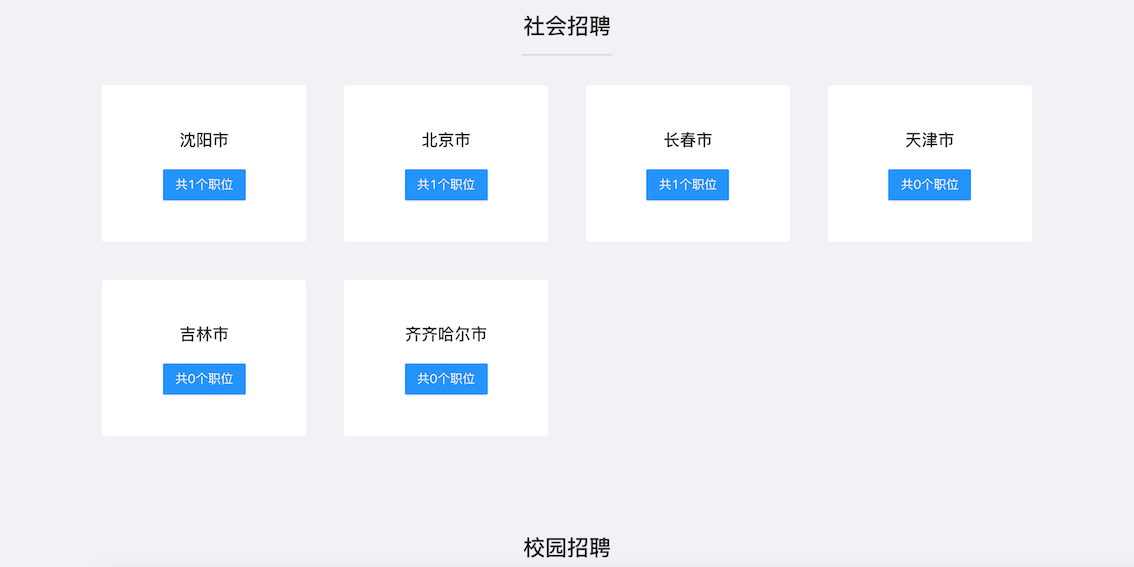 社会招聘
沈阳市
共1个职位
北京市
共1个职位
长春市
共1个职位
天津市
共0个职位
吉林市
共0个职位
齐齐哈尔市
共0个职位
校园招聘